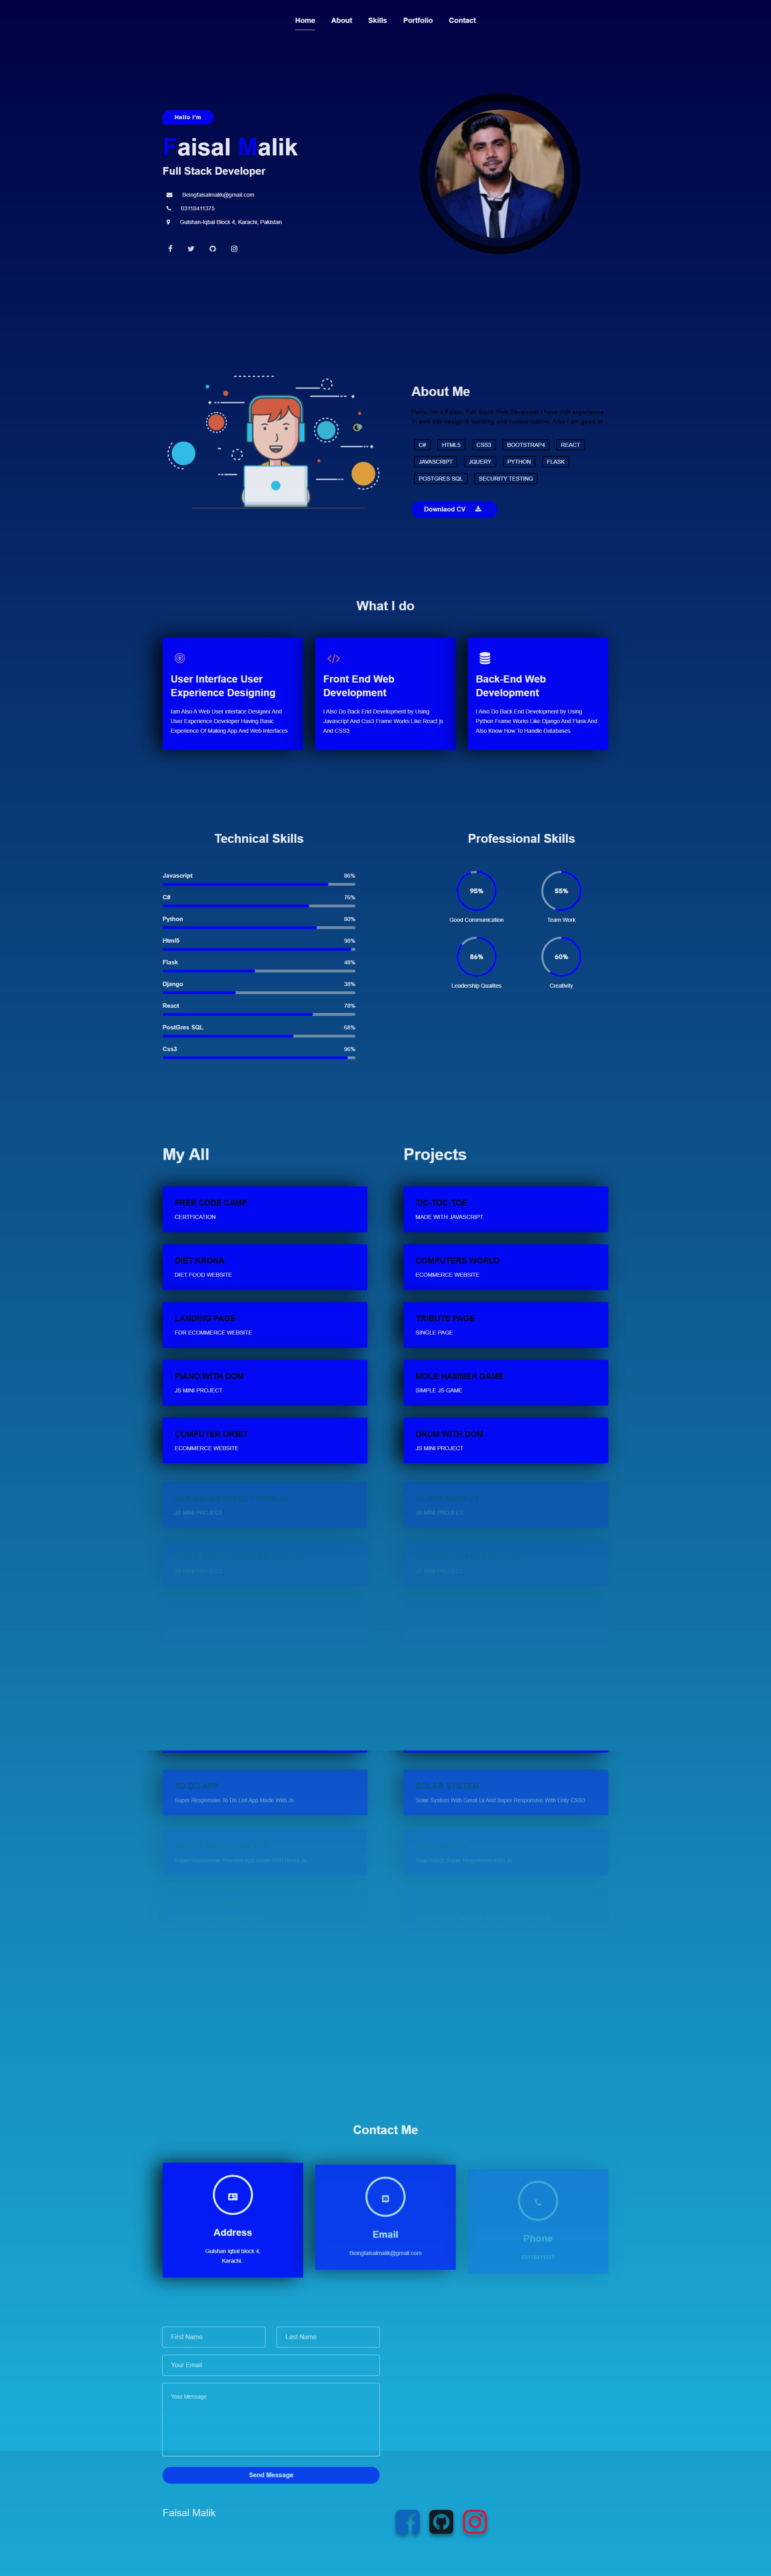 Home About Skills Portfolio Contact
Hello I'm
Faisal Malik
Full Stack Developer
Beingfaisalmalik@gmail.com
03118411375
Gulishan-Iqbal Block 4, Karachi, Pakistan
About Me
Hello, I'm a Faisal, Full Stack Web Developer I have rich experience
in web site design & building and customization. Also I am good at
C# HTML5 CSS3 BOOTSTRAP4 REACT
JAVASCRIPT JQUERY PYTHON FLASK
POSTGRES SQL SECURITY TESTING
Downlaod CV
What I do
User Interface User
Experience Designing
Iam Also A Web User interface Designer And
User Experience Developer Having Basic
Experience Of Making App And Web Interfaces
Front End Web
Development
I Also Do Back End Development by Using
Javascript And Css3 Frame Works Like React js
And CSS3
Back-End Web
Development
I Also Do Back End Development by Using
Python Frame Works Like Django And Flask And
Also Know How To Handle Databases
Technical Skills
Javascript 86%
C# 76%
Python 80%
Html5 98%
Flask 48%
Django 38%
React 78%
PostGres SQL 68%
Css3 96%
Professional Skills
95% 55%
Good Communication Team Work
86% 60%
Leadership Qualites Creativity
My All Projects
FREE CODE CAMP
CERTFICATION
TIC-TOC-TOE
MADE WITH JAVASCRIPT
DIET KRONA
DIET FOOD WEBSITE
COMPUTERS WORLD
ECOMMERCE WEBSITE
LANDING PAGE
FOR ECOMMERCE WEBSITE
TRIBUTE PAGE
SINGLE PAGE
PIANO WITH DOM
JS MINI PROJECT
MOLE HAMMER GAME
SIMPLE JS GAME
COMPUTER ORBIT
ECOMMERCE WEBSITE
DRUM WITH DOM
JS MINI PROJECT
JS MINI PROJECT
JS MINI PROJECT
JS MINI PROJECT
JS MINI PROJECT
TO DO APP
Super Responsive To Do List App Made With Js
SOLAR SYSTEM
Solar System With Great Ui And Super Responsive With Only CSS3
Contact Me
Address
Gulshan iqbal block 4,
Karachi..
Email
Beingfaisalmalik@gmail.com
Phone
03118411375
First Name Last Name
Your Email
Your Message
Send Message
Faisal Malik